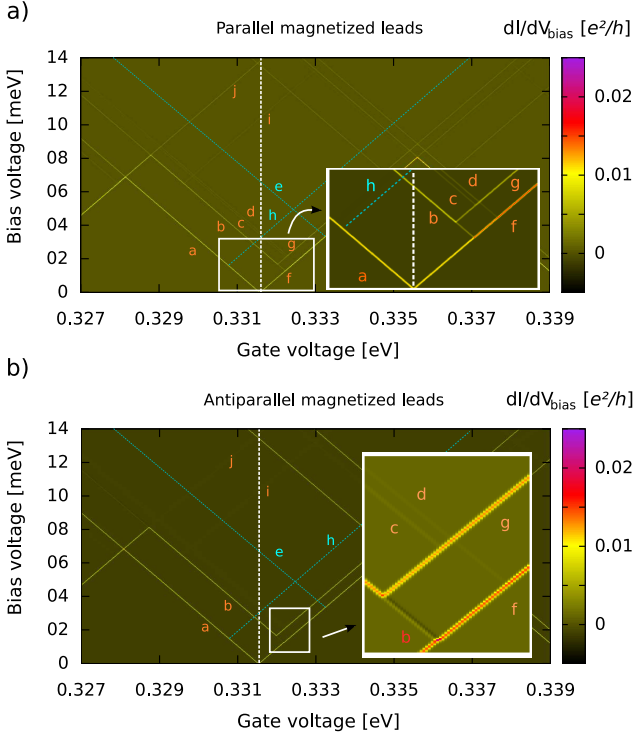 a)
Parallel magnetized leads
dI/dVbias [e²/h]
Bias voltage [meV]
14
12
10
08
06
04
02
0
j
i
e
h
d
c
b
a
g
f
h
d
c
g
b
f
a
0.02
0.01
0
0.327 0.329 0.331 0.333 0.335 0.337 0.339
Gate voltage [eV]
b)
Antiparallel magnetized leads
dI/dVbias [e²/h]
Bias voltage [meV]
14
12
10
08
06
04
02
0
j
i
h
e
b
a
d
c
g
f
b
0.02
0.01
0
0.327 0.329 0.331 0.333 0.335 0.337 0.339
Gate voltage [eV]